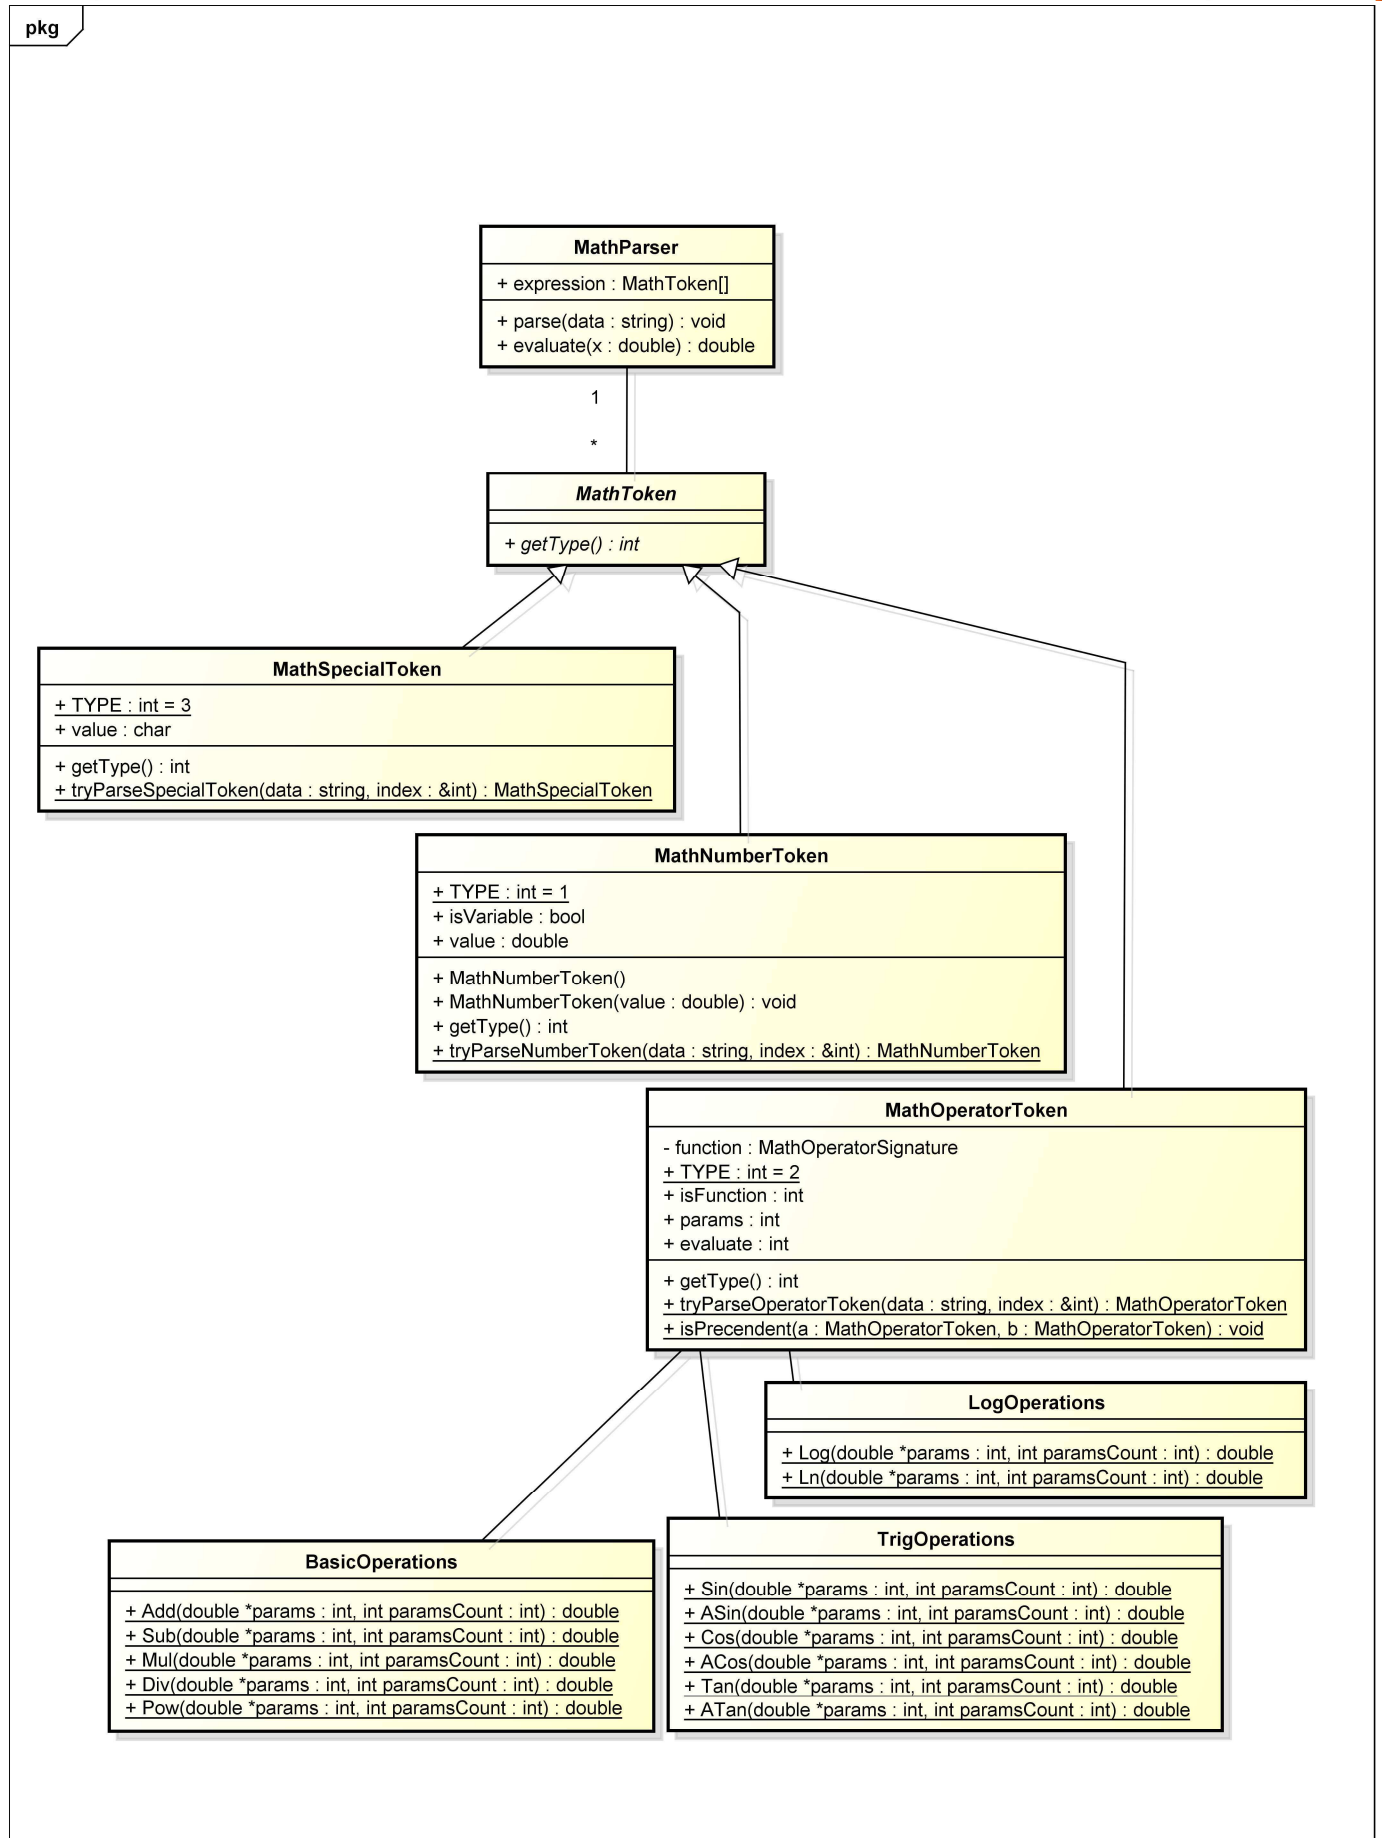 pkg
MathParser
+ expression : MathToken[]
+ parse(data : string) : void
+ evaluate(x : double) : double
1
*
MathToken
+ getType() : int
MathSpecialToken
+ TYPE : int = 3
+ value : char
+ getType() : int
+ tryParseSpecialToken(data : string, index : &int) : MathSpecialToken
MathNumberToken
+ TYPE : int = 1
+ isVariable : bool
+ value : double
+ MathNumberToken()
+ MathNumberToken(value : double) : void
+ getType() : int
+ tryParseNumberToken(data : string, index : &int) : MathNumberToken
MathOperatorToken
- function : MathOperatorSignature
+ TYPE : int = 2
+ isFunction : int
+ params : int
+ evaluate : int
+ getType() : int
+ tryParseOperatorToken(data : string, index : &int) : MathOperatorToken
+ isPrecendent(a : MathOperatorToken, b : MathOperatorToken) : void
LogOperations
+ Log(double *params : int, int paramsCount : int) : double
+ Ln(double *params : int, int paramsCount : int) : double
BasicOperations
+ Add(double *params : int, int paramsCount : int) : double
+ Sub(double *params : int, int paramsCount : int) : double
+ Mul(double *params : int, int paramsCount : int) : double
+ Div(double *params : int, int paramsCount : int) : double
+ Pow(double *params : int, int paramsCount : int) : double
TrigOperations
+ Sin(double *params : int, int paramsCount : int) : double
+ ASin(double *params : int, int paramsCount : int) : double
+ Cos(double *params : int, int paramsCount : int) : double
+ ACos(double *params : int, int paramsCount : int) : double
+ Tan(double *params : int, int paramsCount : int) : double
+ ATan(double *params : int, int paramsCount : int) : double